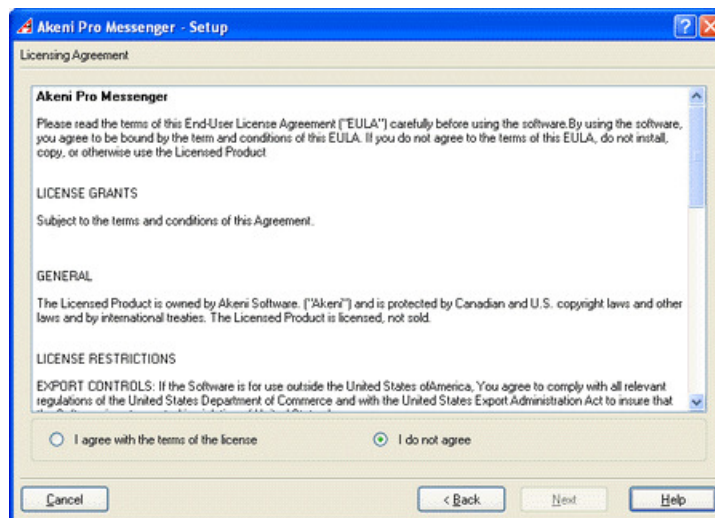 Akeni Pro Messenger - Setup
Licensing Agreement
Akeni Pro Messenger
Please read the terms of this End-User License Agreement ("EULA") carefully before using the software.By using the software,
you agree to be bound by the term and conditions of this EULA. If you do not agree to the terms of this EULA, do not install,
copy, or otherwise use the Licensed Product
LICENSE GRANTS
Subject to the terms and conditions of this Agreement.
GENERAL
The Licensed Product is owned by Akeni Software. ("Akeni") and is protected by Canadian and U.S. copyright laws and other
laws and by international treaties. The Licensed Product is licensed, not sold.
LICENSE RESTRICTIONS
EXPORT CONTROLS: If the Software is for use outside the United States ofAmerica, You agree to comply with all relevant
regulations of the United States Department of Commerce and with the United States Export Administration Act to insure that
I agree with the terms of the license
I do not agree
Cancel
< Back
Next
Help